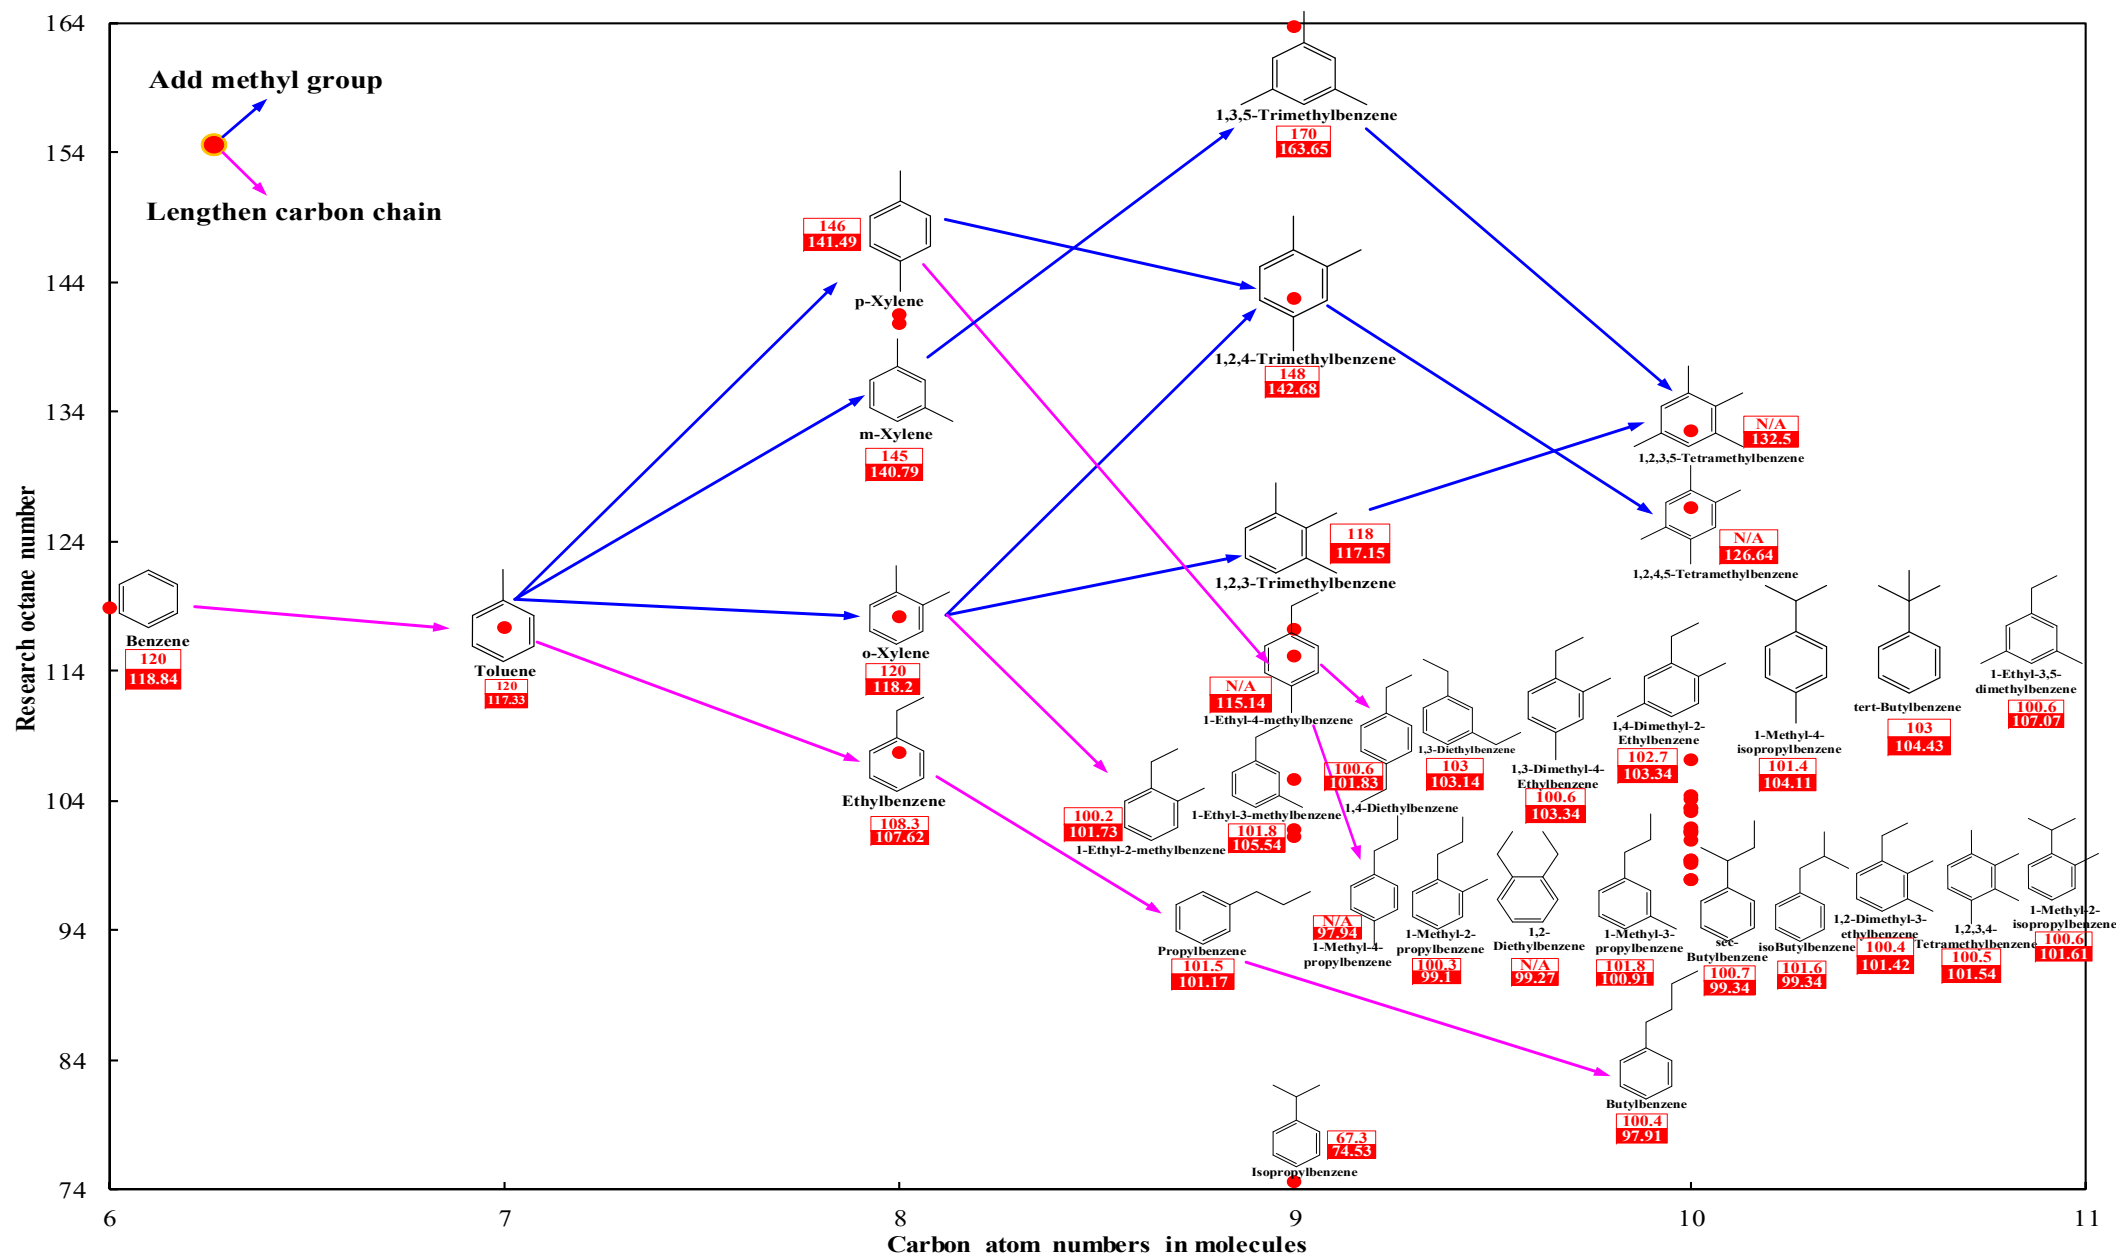 164
154
144
134
124
114
104
94
84
74
Research octane number
6
7
8
9
10
11
Carbon atom numbers in molecules
Add methyl group
Lengthen carbon chain
Benzene
120
118.84
Toluene
120
117.33
146
141.49
p-Xylene
m-Xylene
145
140.79
o-Xylene
120
118.2
Ethylbenzene
108.3
107.62
1,3,5-Trimethylbenzene
170
163.65
1,2,4-Trimethylbenzene
148
142.68
118
117.15
1,2,3-Trimethylbenzene
N/A
115.14
1-Ethyl-4-methylbenzene
100.2
101.73
1-Ethyl-2-methylbenzene
1-Ethyl-3-methylbenzene
101.8
105.54
Propylbenzene
101.5
101.17
67.3
74.53
Isopropylbenzene
N/A
132.5
1,2,3,5-Tetramethylbenzene
N/A
126.64
1,2,4,5-Tetramethylbenzene
100.6
101.83
1,4-Diethylbenzene
1,3-Diethylbenzene
103
103.14
1,3-Dimethyl-4-
Ethylbenzene
100.6
103.34
1,4-Dimethyl-2-
Ethylbenzene
102.7
103.34
1-Methyl-4-
isopropylbenzene
101.4
104.11
tert-Butylbenzene
103
104.43
1-Ethyl-3,5-
dimethylbenzene
100.6
107.07
N/A
97.94
1-Methyl-4-
propylbenzene
1-Methyl-2-
propylbenzene
100.3
99.1
1,2-
Diethylbenzene
N/A
99.27
1-Methyl-3-
propylbenzene
101.8
100.91
sec-
Butylbenzene
100.7
99.34
isoButylbenzene
101.6
99.34
1,2-Dimethyl-3-
ethylbenzene
100.4
101.42
1,2,3,4-
Tetramethylbenzene
100.5
101.54
1-Methyl-2-
isopropylbenzene
100.6
101.61
Butylbenzene
100.4
97.91